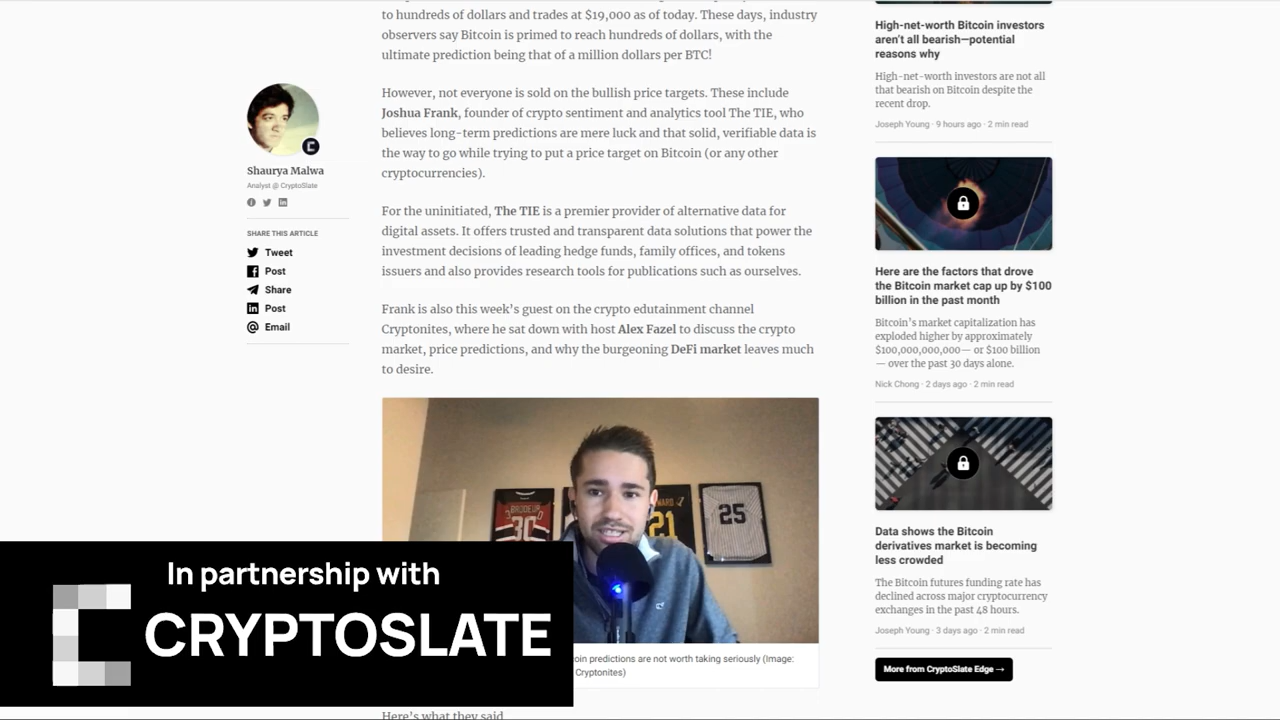 to hundreds of dollars and trades at $19,000 as of today. These days, industry
observers say Bitcoin is primed to reach hundreds of dollars, with the
ultimate prediction being that of a million dollars per BTC!
However, not everyone is sold on the bullish price targets. These include
Joshua Frank, founder of crypto sentiment and analytics tool The TIE, who
believes long-term predictions are mere luck and that solid, verifiable data is
the way to go while trying to put a price target on Bitcoin (or any other
cryptocurrencies).
For the uninitiated, The TIE is a premier provider of alternative data for
digital assets. It offers trusted and transparent data solutions that power the
investment decisions of leading hedge funds, family offices, and tokens
issuers and also provides research tools for publications such as ourselves.
Frank is also this week's guest on the crypto edutainment channel
Cryptonites, where he sat down with host Alex Fazel to discuss the crypto
market, price predictions, and why the burgeoning DeFi market leaves much
to desire.
BRODEUR
30
21
25
coin predictions are not worth taking seriously (Image:
Cryptonites)
Here's what they said
Shaurya Malwa
Analyst @ CryptoSlate
SHARE THIS ARTICLE
Tweet
Post
Share
Post
Email
In partnership with
CRYPTOSLATE
High-net-worth Bitcoin investors
aren't all bearish—potential
reasons why
High-net-worth investors are not all
that bearish on Bitcoin despite the
recent drop.
Joseph Young · 9 hours ago · 2 min read
Here are the factors that drove
the Bitcoin market cap up by $100
billion in the past month
Bitcoin's market capitalization has
exploded higher by approximately
$100,000,000,000— or $100 billion
— over the past 30 days alone.
Nick Chong · 2 days ago · 2 min read
Data shows the Bitcoin
derivatives market is becoming
less crowded
The Bitcoin futures funding rate has
declined across major cryptocurrency
exchanges in the past 48 hours.
Joseph Young · 3 days ago · 2 min read
More from CryptoSlate Edge →